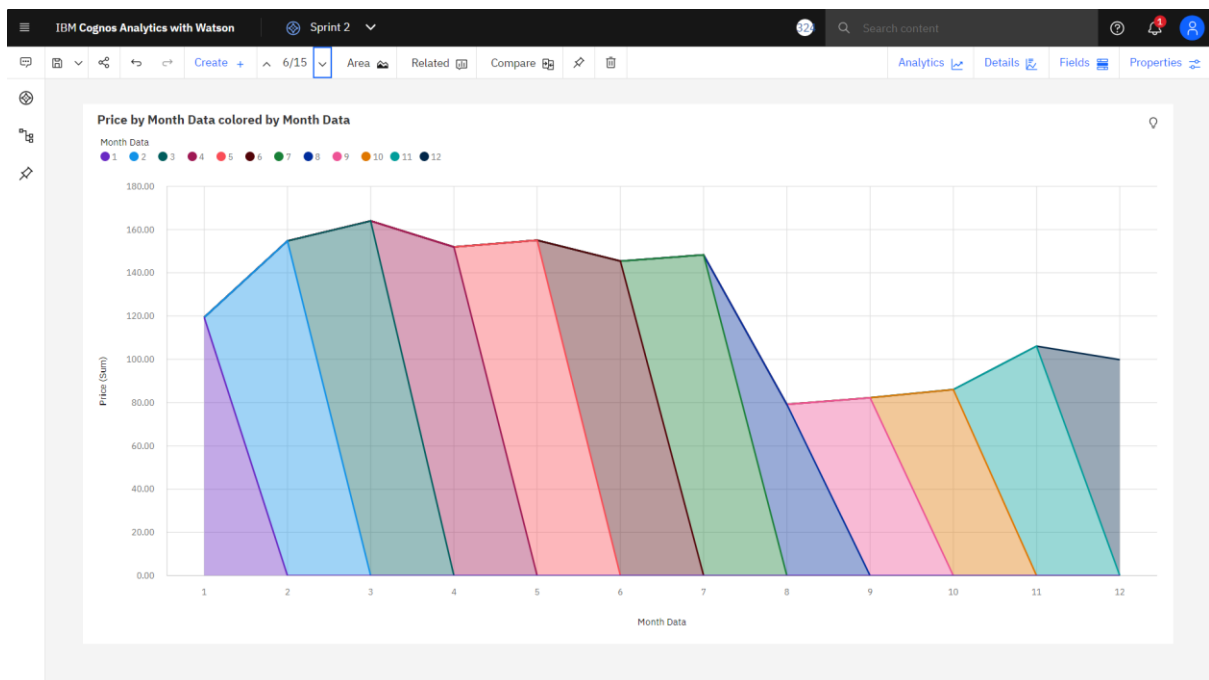 IBM Cognos Analytics with Watson Sprint 2 324 Search content 1
Create + 6/15 Area Related Compare Analytics Details Fields Properties
Price by Month Data colored by Month Data
Month Data
1 2 3 4 5 6 7 8 9 10 11 12
180.00
160.00
140.00
120.00
100.00
80.00
60.00
40.00
20.00
0.00
Price (Sum)
1 2 3 4 5 6 7 8 9 10 11 12
Month Data